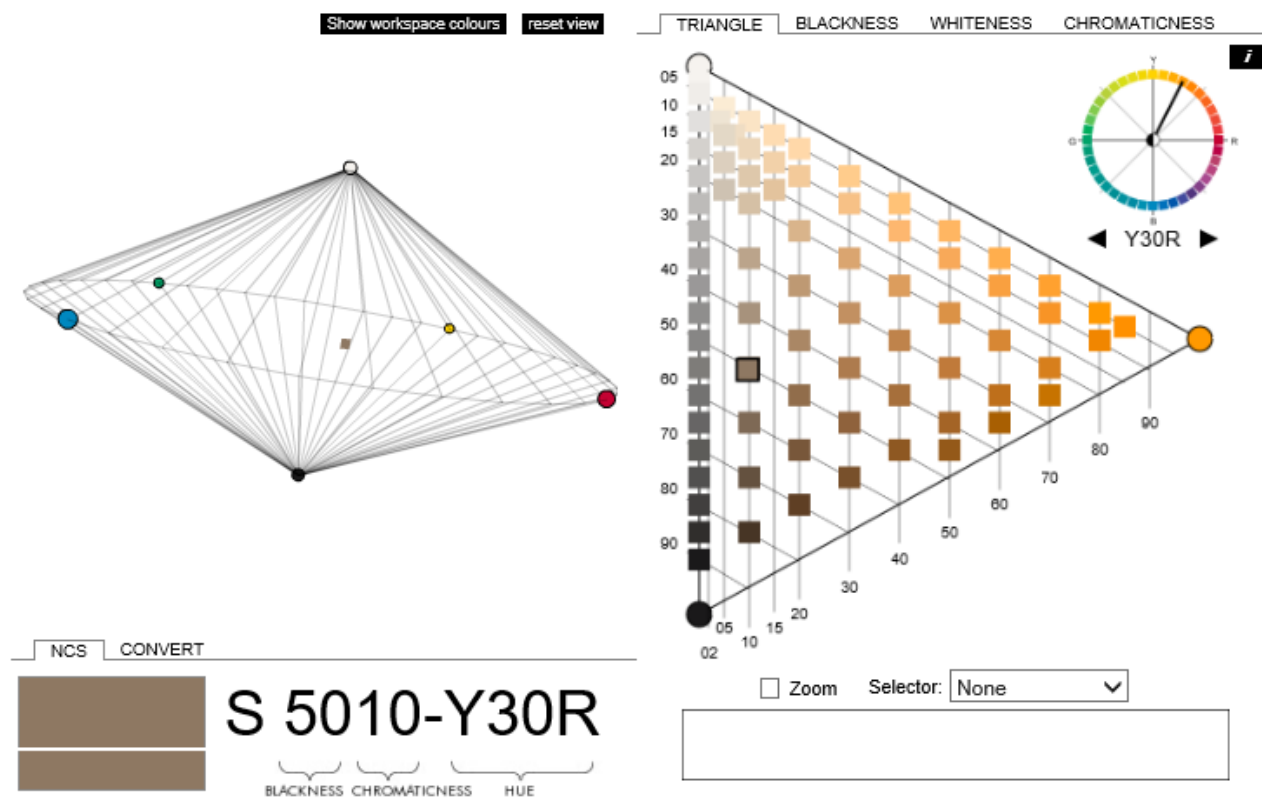 Show workspace colours reset view
TRIANGLE BLACKNESS WHITENESS CHROMATICNESS
i
Y
G
R
B
Y30R
05
10
15
20
30
40
50
60
70
80
90
90
80
70
60
50
40
30
20
15
10
05
02
NCS CONVERT
S 5010-Y30R
BLACKNESS CHROMATICNESS HUE
Zoom Selector: None